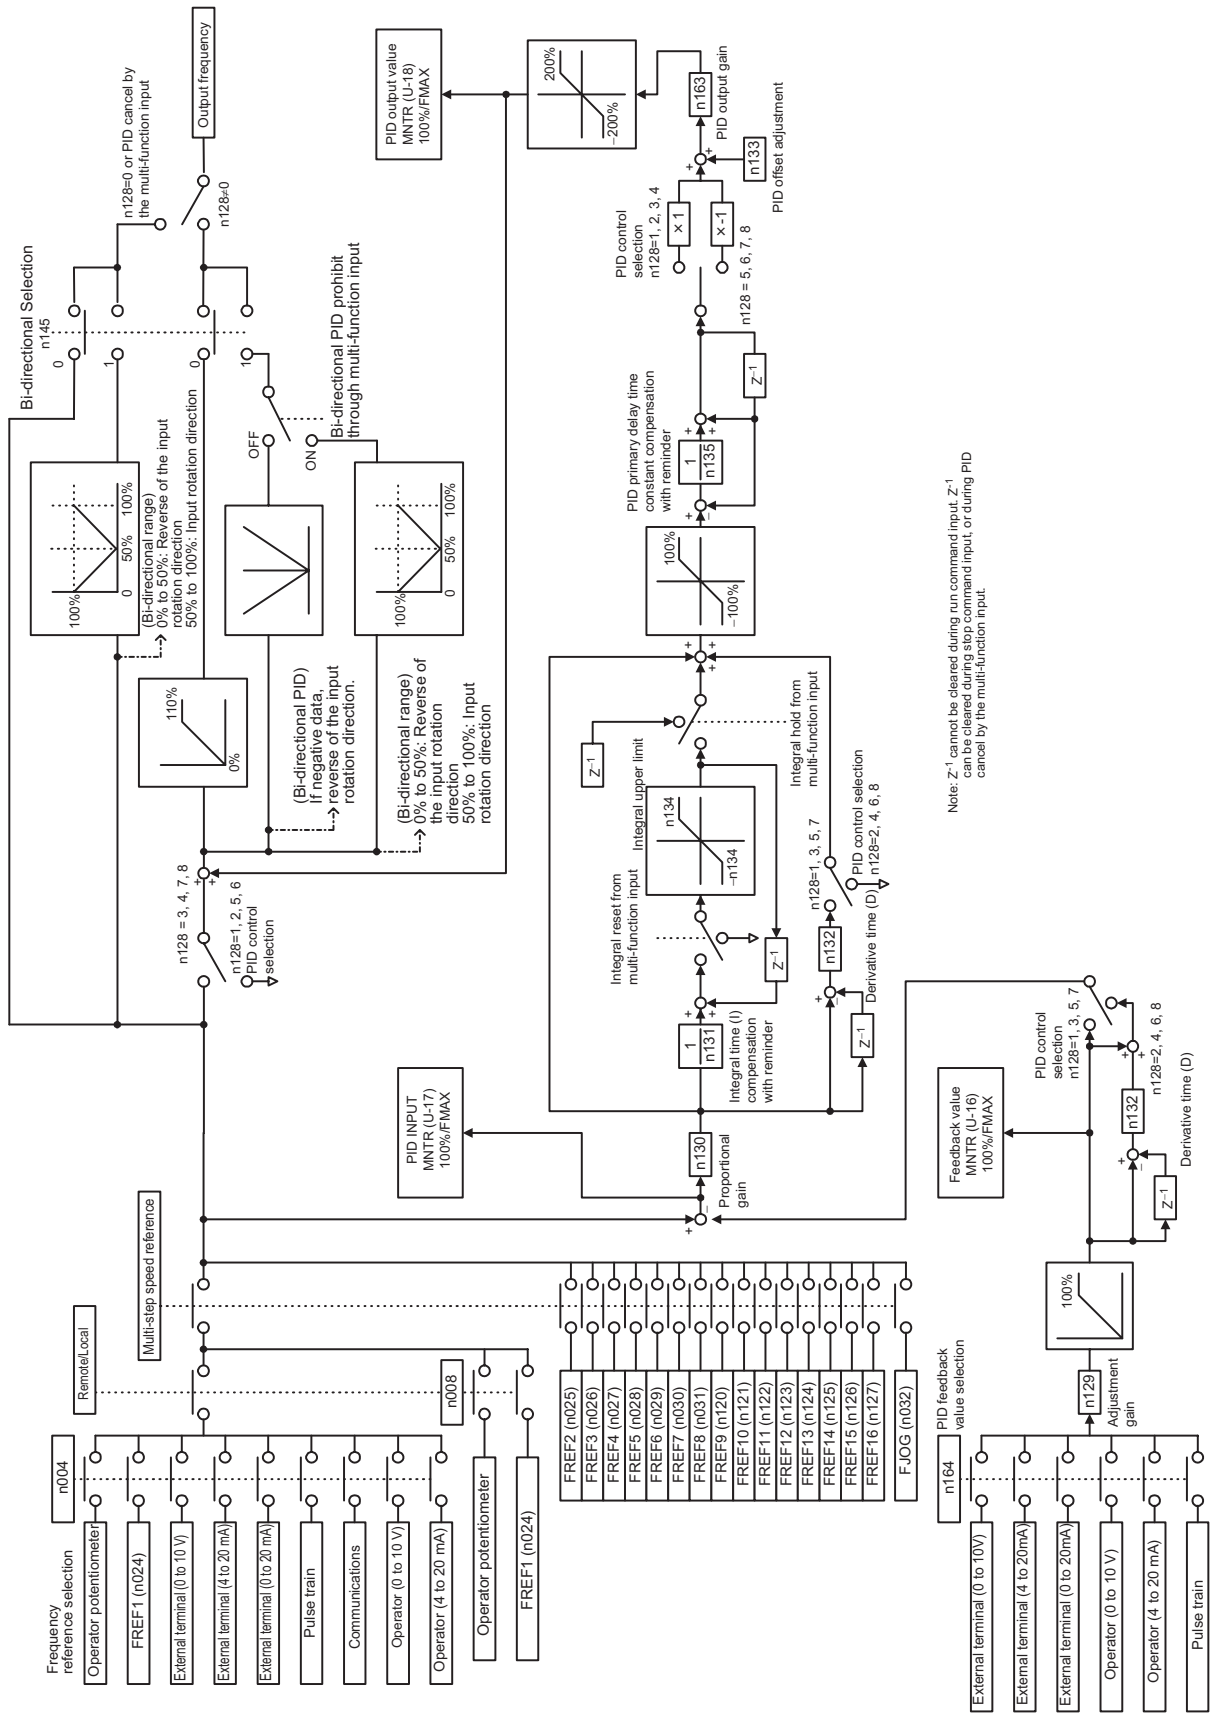 Frequency
reference selection
n004
Operator potentiometer
FREF1 (n024)
External terminal (0 to 10 V)
External terminal (4 to 20 mA)
External terminal (0 to 20 mA)
Pulse train
Communications
Operator (0 to 10 V)
Operator (4 to 20 mA)
Remote/Local
n008
Operator potentiometer
FREF1 (n024)
Multi-step speed reference
FREF2 (n025)
FREF3 (n026)
FREF4 (n027)
FREF5 (n028)
FREF6 (n029)
FREF7 (n030)
FREF8 (n031)
FREF9 (n120)
FREF10 (n121)
FREF11 (n122)
FREF12 (n123)
FREF13 (n124)
FREF14 (n125)
FREF15 (n126)
FREF16 (n127)
FJOG (n032)
PID feedback
value selection
n164
External terminal (0 to 10V)
External terminal (4 to 20mA)
External terminal (0 to 20mA)
Operator (0 to 10 V)
Operator (4 to 20 mA)
Pulse train
n129
Adjustment
gain
100%
Feedback value
MNTR (U-16)
100%/FMAX
Z−1
+
−
n132
Derivative time (D)
+
+
PID control
selection
n128=1, 3, 5, 7
n128=2, 4, 6, 8
+
−
PID INPUT
MNTR (U-17)
100%/FMAX
n130
Proportional
gain
1
n131
Integral time (I)
compensation
with reminder
+
+
Z−1
Integral reset from
multi-function input
n134
−n134
Integral upper limit
Z−1
Integral hold from
multi-function input
Z−1
+
−
n132
Derivative time (D)
n128=1, 3, 5, 7
PID control selection
n128=2, 4, 6, 8
+
+
+
100%
−100%
+
−
PID primary delay time
constant compensation
with reminder
1
n135
+
+
Z−1
PID control
selection
n128=1, 2, 3, 4
× 1
× -1
n128 = 5, 6, 7, 8
+
+
n133
PID offset adjustment
n163
PID output gain
200%
−200%
PID output value
MNTR (U-18)
100%/FMAX
n128 = 3, 4, 7, 8
n128=1, 2, 5, 6
PID control
selection
+
+
110%
0%
100%
0
50%
100%
(Bi-directional range)
0% to 50%: Reverse of the input
rotation direction
50% to 100%: Input rotation direction
(Bi-directional PID)
If negative data,
reverse of the input
rotation direction.
100%
0
50%
100%
(Bi-directional range)
0% to 50%: Reverse of
the input rotation
direction
50% to 100%: Input
rotation direction
OFF
ON
Bi-directional PID prohibit
through multi-function input
Bi-directional Selection
n145
0
1
0
1
n128=0 or PID cancel by
the multi-function input
n128≠0
Output frequency
Note: Z-1 cannot be cleared during run command input. Z-1
can be cleared during stop command input, or during PID
cancel by the multi-function input.